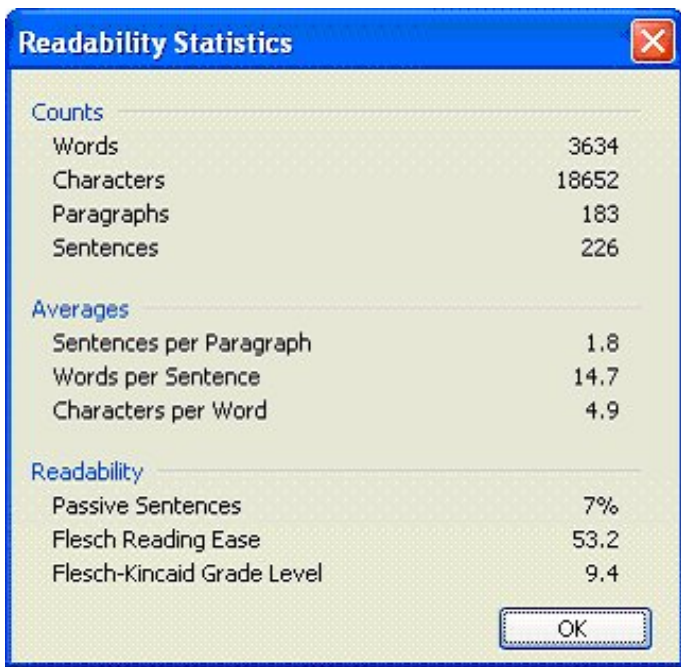 Readability Statistics
Counts
Words 3634
Characters 18652
Paragraphs 183
Sentences 226
Averages
Sentences per Paragraph 1.8
Words per Sentence 14.7
Characters per Word 4.9
Readability
Passive Sentences 7%
Flesch Reading Ease 53.2
Flesch-Kincaid Grade Level 9.4
OK